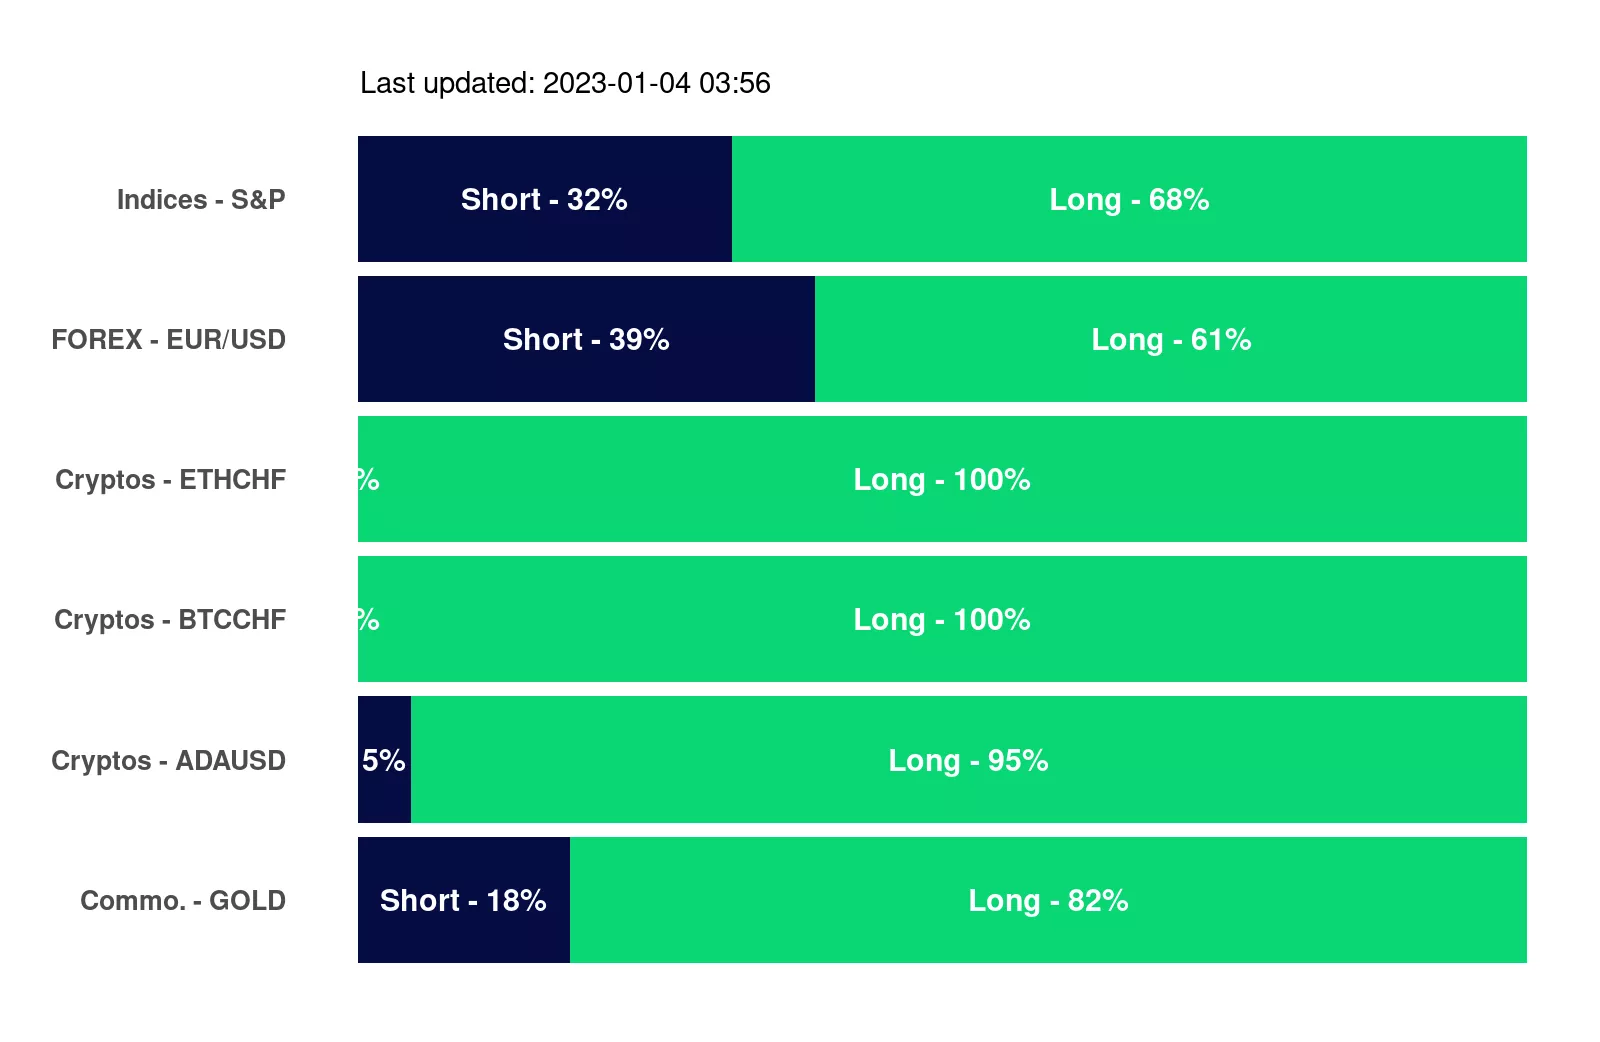 Last updated: 2023-01-04 03:56
Indices - S&P Short - 32% Long - 68%
FOREX - EUR/USD Short - 39% Long - 61%
Cryptos - ETHCHF % Long - 100%
Cryptos - BTCCHF % Long - 100%
Cryptos - ADAUSD 5% Long - 95%
Commo. - GOLD Short - 18% Long - 82%